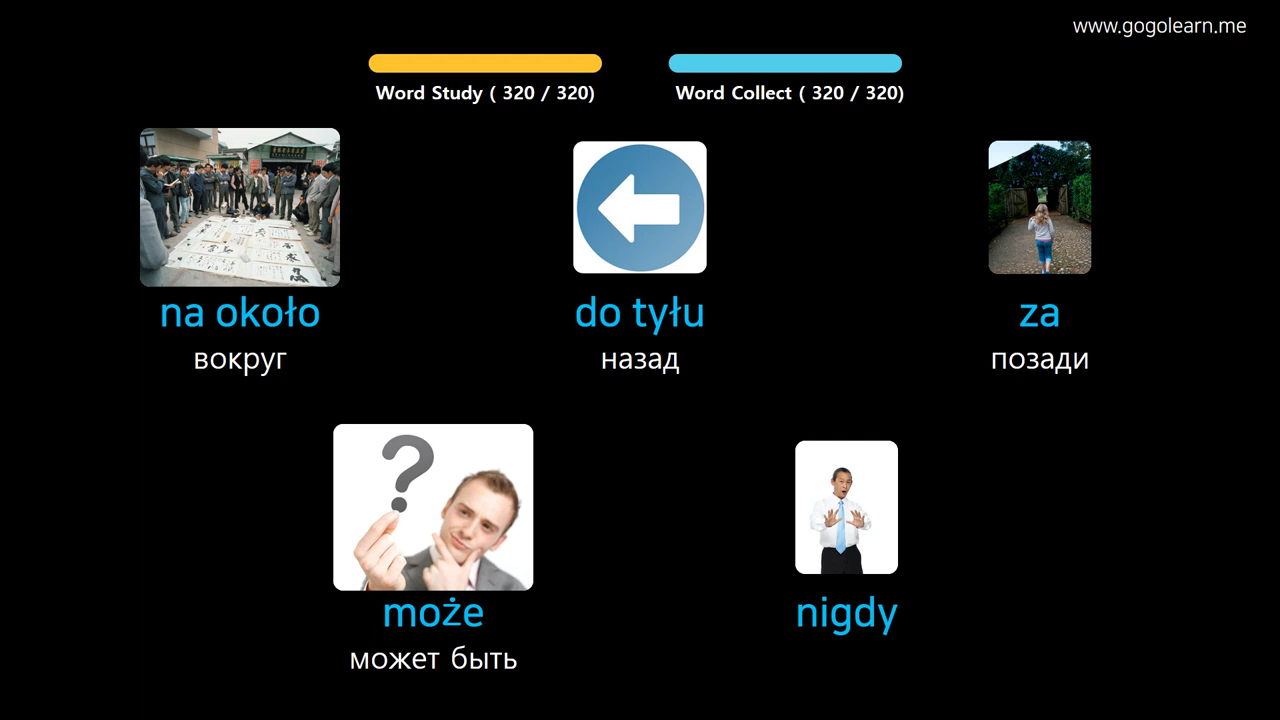 www.gogolearn.me
Word Study ( 320 / 320)
Word Collect ( 320 / 320)
na około
do tyłu
za
вокруг
назад
позади
może
nigdy
может быть